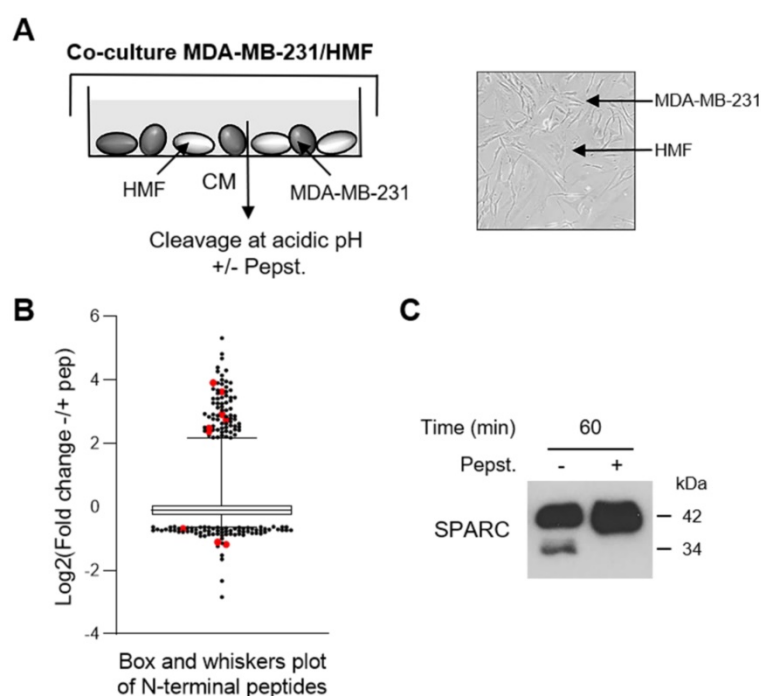 A
Co-culture MDA-MB-231/HMF
HMF
CM
MDA-MB-231
Cleavage at acidic pH
+/- Pepst.
MDA-MB-231
HMF
B
Log2(Fold change -/+ pep)
6
4
2
0
-2
-4
Box and whiskers plot
of N-terminal peptides
C
Time (min) 60
Pepst. - +
kDa
SPARC
42
34